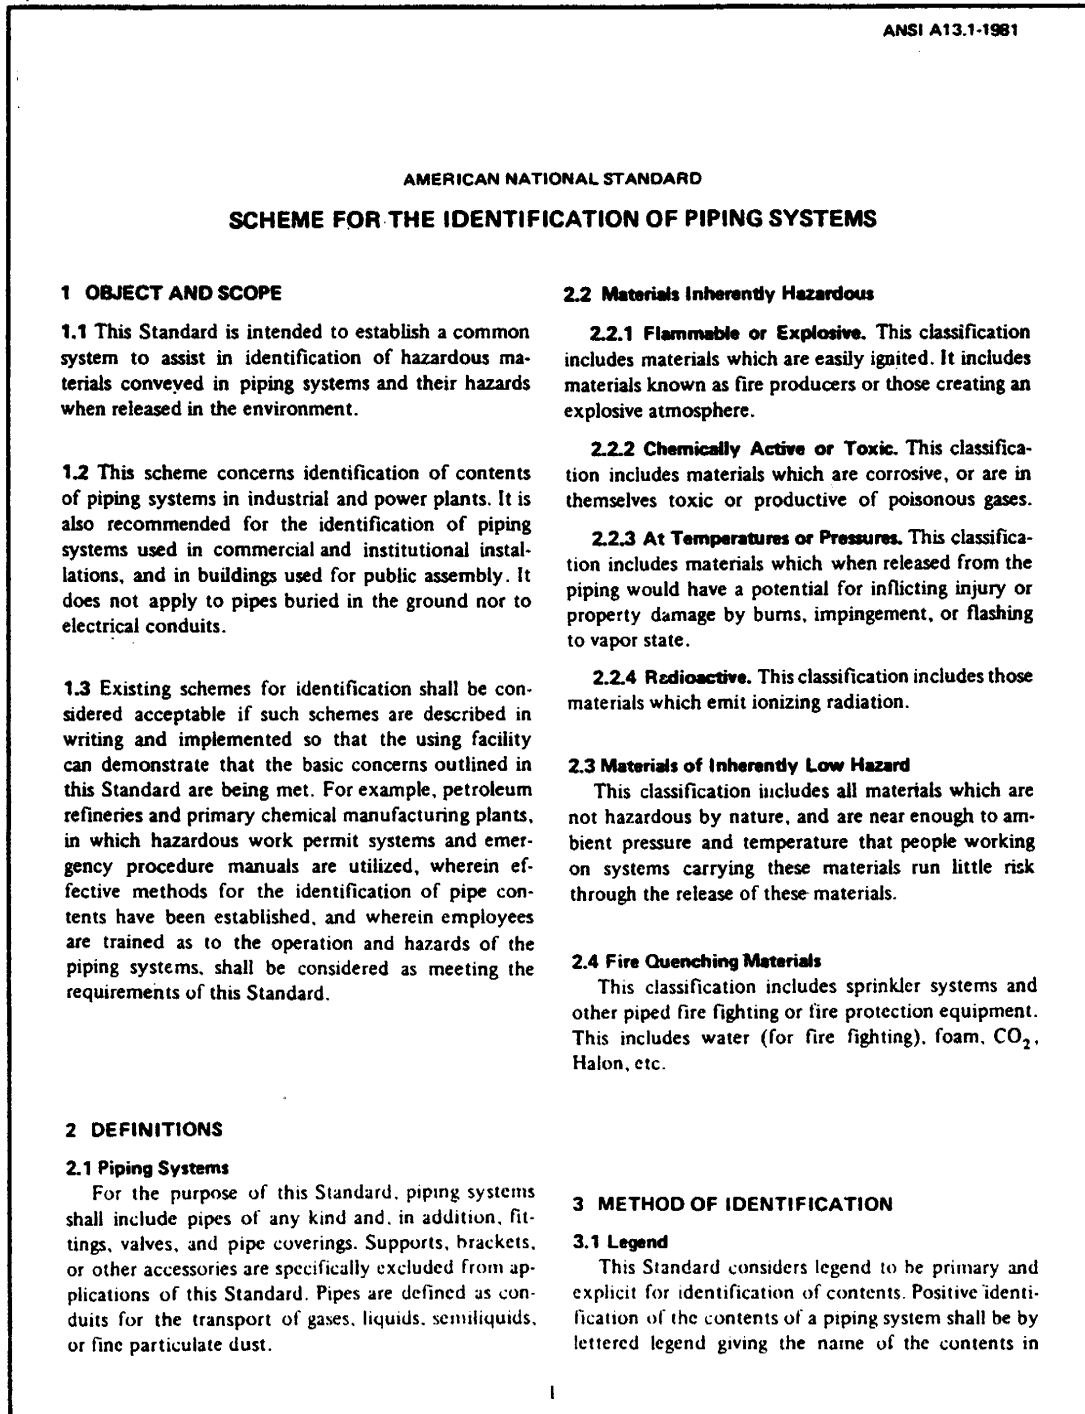 ANSI A13.1-1981
AMERICAN NATIONAL STANDARD
SCHEME FOR THE IDENTIFICATION OF PIPING SYSTEMS
1 OBJECT AND SCOPE
1.1 This Standard is intended to establish a common
system to assist in identification of hazardous ma-
terials conveyed in piping systems and their hazards
when released in the environment.
1.2 This scheme concerns identification of contents
of piping systems in industrial and power plants. It is
also recommended for the identification of piping
systems used in commercial and institutional instal-
lations, and in buildings used for public assembly. It
does not apply to pipes buried in the ground nor to
electrical conduits.
1.3 Existing schemes for identification shall be con-
sidered acceptable if such schemes are described in
writing and implemented so that the using facility
can demonstrate that the basic concerns outlined in
this Standard are being met. For example, petroleum
refineries and primary chemical manufacturing plants,
in which hazardous work permit systems and emer-
gency procedure manuals are utilized, wherein ef-
fective methods for the identification of pipe con-
tents have been established, and wherein employees
are trained as to the operation and hazards of the
piping systems, shall be considered as meeting the
requirements of this Standard.
2 DEFINITIONS
2.1 Piping Systems
For the purpose of this Standard, piping systems
shall include pipes of any kind and, in addition, fit-
tings, valves, and pipe coverings. Supports, brackets,
or other accessories are specifically excluded from ap-
plications of this Standard. Pipes are defined as con-
duits for the transport of gases, liquids, semiliquids,
or fine particulate dust.
2.2 Materials Inherently Hazardous
2.2.1 Flammable or Explosive. This classification
includes materials which are easily ignited. It includes
materials known as fire producers or those creating an
explosive atmosphere.
2.2.2 Chemically Active or Toxic. This classifica-
tion includes materials which are corrosive, or are in
themselves toxic or productive of poisonous gases.
2.2.3 At Temperatures or Pressures. This classifica-
tion includes materials which when released from the
piping would have a potential for inflicting injury or
property damage by burns, impingement, or flashing
to vapor state.
2.2.4 Radioactive. This classification includes those
materials which emit ionizing radiation.
2.3 Materials of Inherently Low Hazard
This classification includes all materials which are
not hazardous by nature, and are near enough to am-
bient pressure and temperature that people working
on systems carrying these materials run little risk
through the release of these materials.
2.4 Fire Quenching Materials
This classification includes sprinkler systems and
other piped fire fighting or fire protection equipment.
This includes water (for fire fighting), foam, CO₂,
Halon, etc.
3 METHOD OF IDENTIFICATION
3.1 Legend
This Standard considers legend to be primary and
explicit for identification of contents. Positive identi-
fication of the contents of a piping system shall be by
lettered legend giving the name of the contents in
1